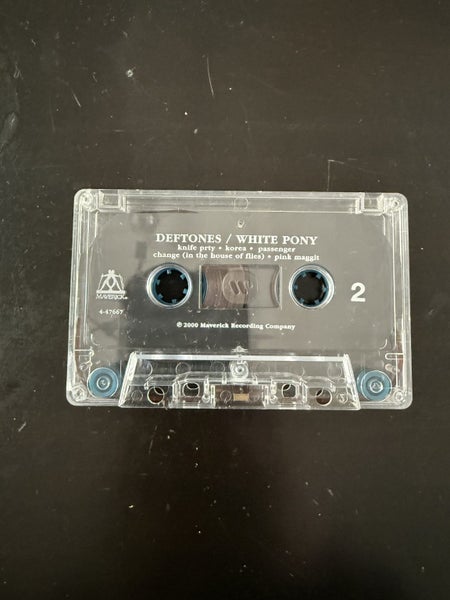 DEFTONES / WHITE PONY
knife prty • korea • passenger
change (in the house of flies) • pink maggit
MAVERICK
2
4-47667
℗ 2000 Maverick Recording Company